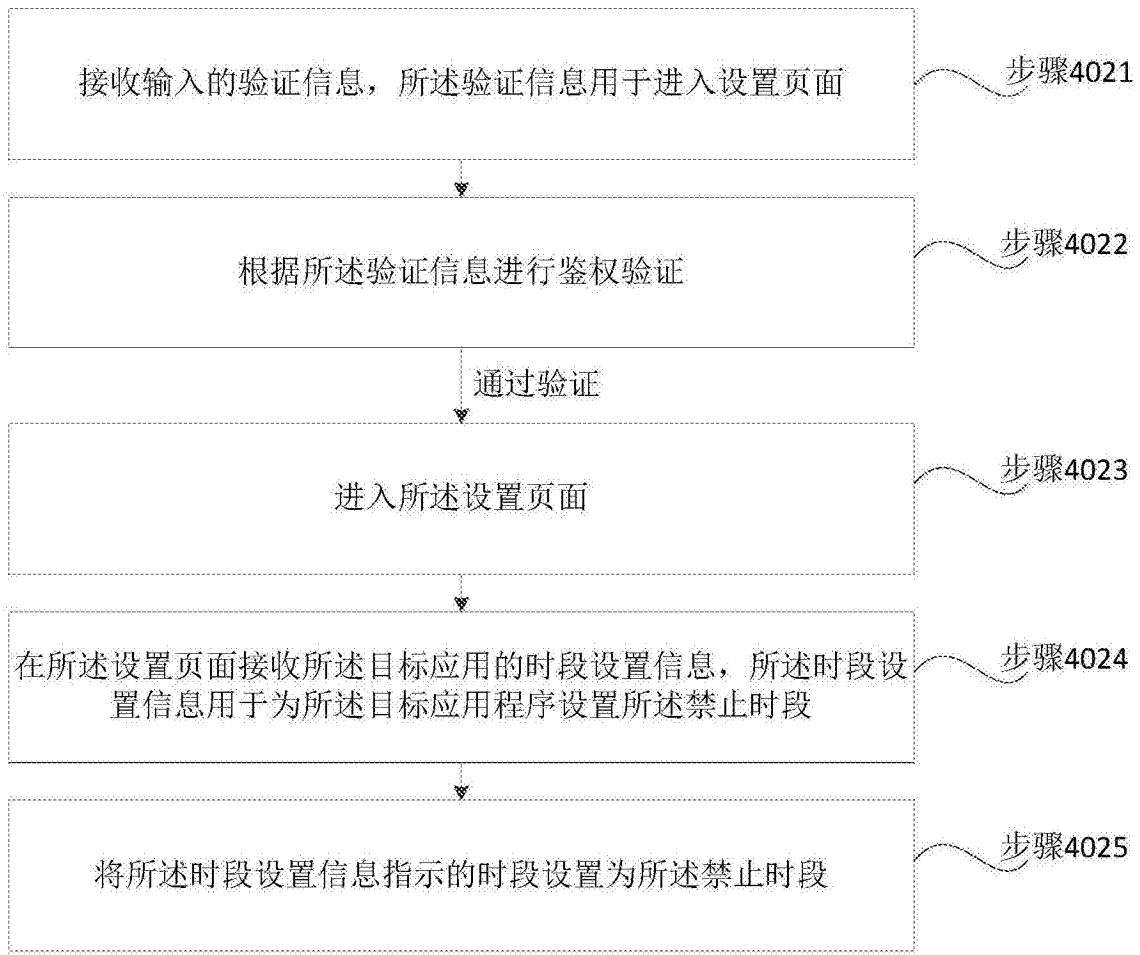 接收输入的验证信息，所述验证信息用于进入设置页面
步骤4021
根据所述验证信息进行鉴权验证
步骤4022
通过验证
进入所述设置页面
步骤4023
在所述设置页面接收所述目标应用的时段设置信息，所述时段设
置信息用于为所述目标应用程序设置所述禁止时段
步骤4024
将所述时段设置信息指示的时段设置为所述禁止时段
步骤4025